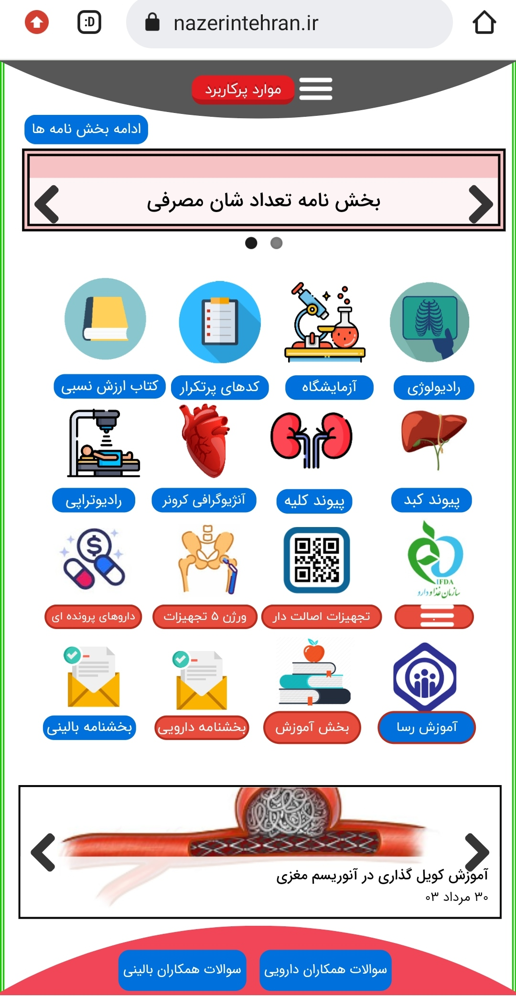 :D
nazerintehran.ir
موارد پرکاربرد
ادامه بخش نامه ها
بخش نامه تعداد شان مصرفی
رادیولوژی
آزمایشگاه
کدهای پرتکرار
کتاب ارزش نسبی
پیوند کبد
پیوند کلیه
آنژیوگرافی کرونر
رادیوتراپی
IFDA
سازمان غذا و دارو
تجهیزات اصالت دار
ورژن ۵ تجهیزات
داروهای پرونده ای
آموزش رسا
بخش آموزش
بخشنامه دارویی
بخشنامه بالینی
آموزش کویل گذاری در آنوریسم مغزی
۳۰ مرداد ۰۳
سوالات همکاران دارویی
سوالات همکاران بالینی